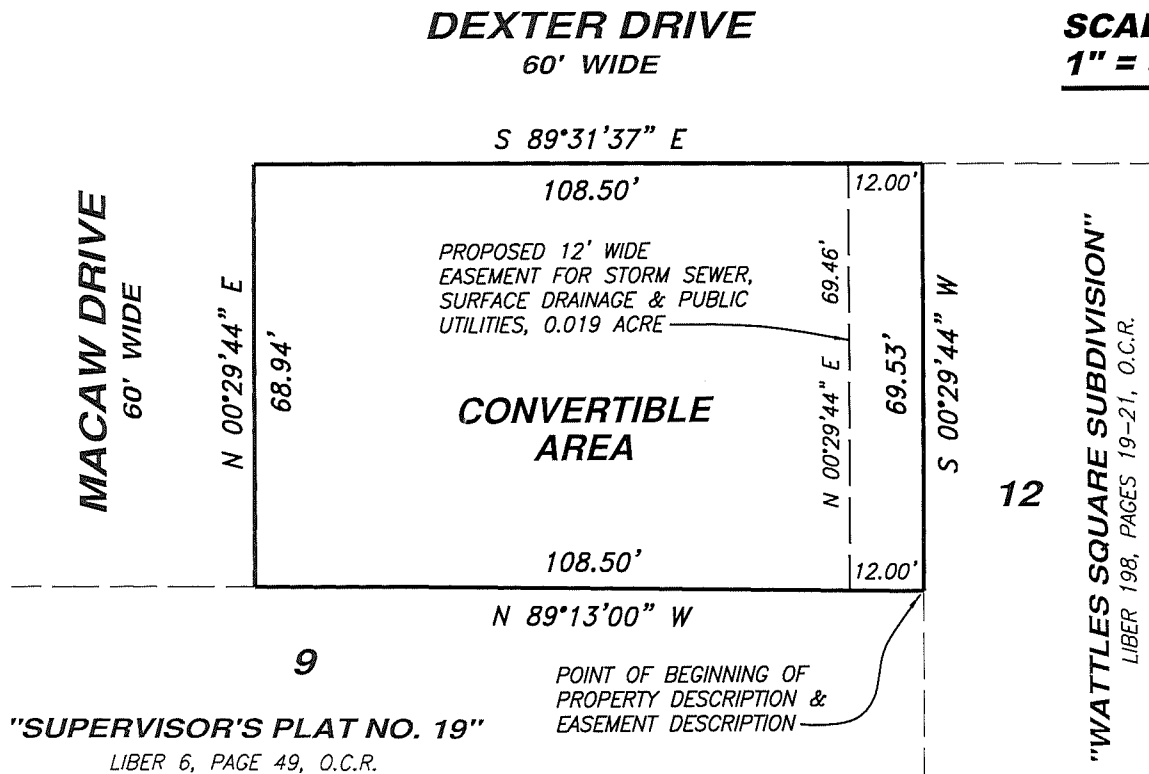 DEXTER DRIVE
60' WIDE
SCAL
1" =
S 89°31'37" E
108.50'
12.00'
MACAW DRIVE
60' WIDE
N 00°29'44" E
68.94'
PROPOSED 12' WIDE
EASEMENT FOR STORM SEWER,
SURFACE DRAINAGE & PUBLIC
UTILITIES, 0.019 ACRE
69.46'
N 00°29'44" E
69.53'
S 00°29'44" W
CONVERTIBLE
AREA
12
"WATTLES SQUARE SUBDIVISION"
LIBER 198, PAGES 19-21, O.C.R.
108.50'
12.00'
N 89°13'00" W
9
POINT OF BEGINNING OF
PROPERTY DESCRIPTION &
EASEMENT DESCRIPTION
"SUPERVISOR'S PLAT NO. 19"
LIBER 6, PAGE 49, O.C.R.